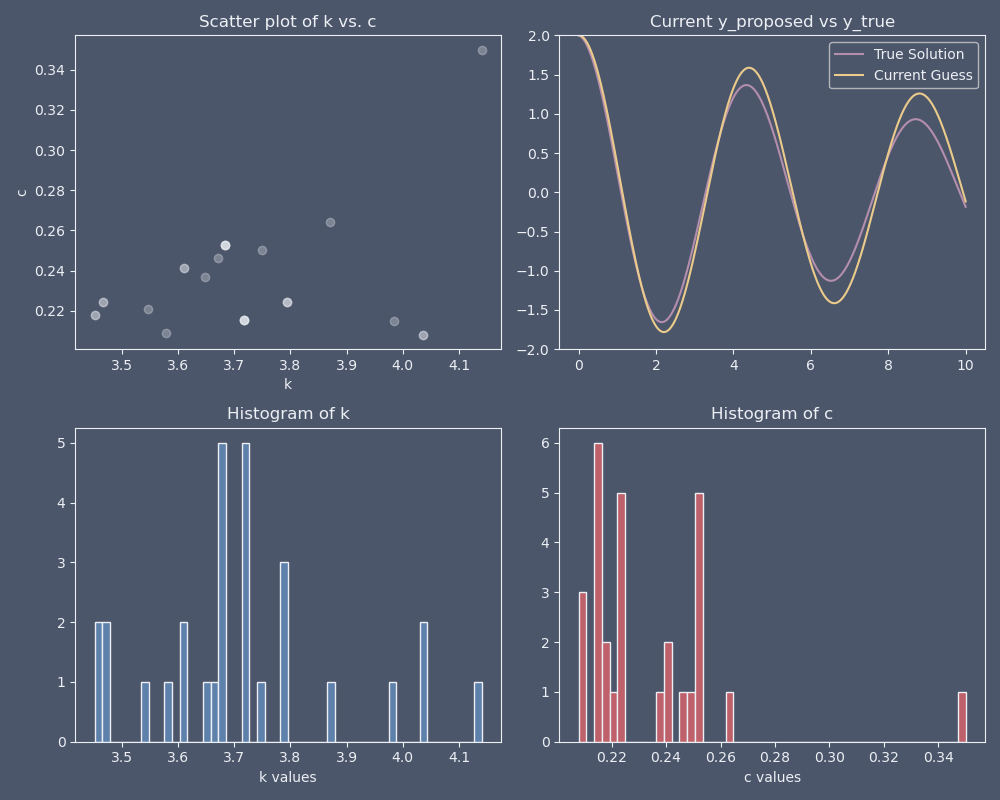 Scatter plot of k vs. c
0.34
0.32
0.30
0.28
0.26
0.24
0.22
c
3.5 3.6 3.7 3.8 3.9 4.0 4.1
k
Current y_proposed vs y_true
True Solution
Current Guess
2.0
1.5
1.0
0.5
0.0
−0.5
−1.0
−1.5
−2.0
0 2 4 6 8 10
Histogram of k
5
4
3
2
1
0
3.5 3.6 3.7 3.8 3.9 4.0 4.1
k values
Histogram of c
6
5
4
3
2
1
0
0.22 0.24 0.26 0.28 0.30 0.32 0.34
c values